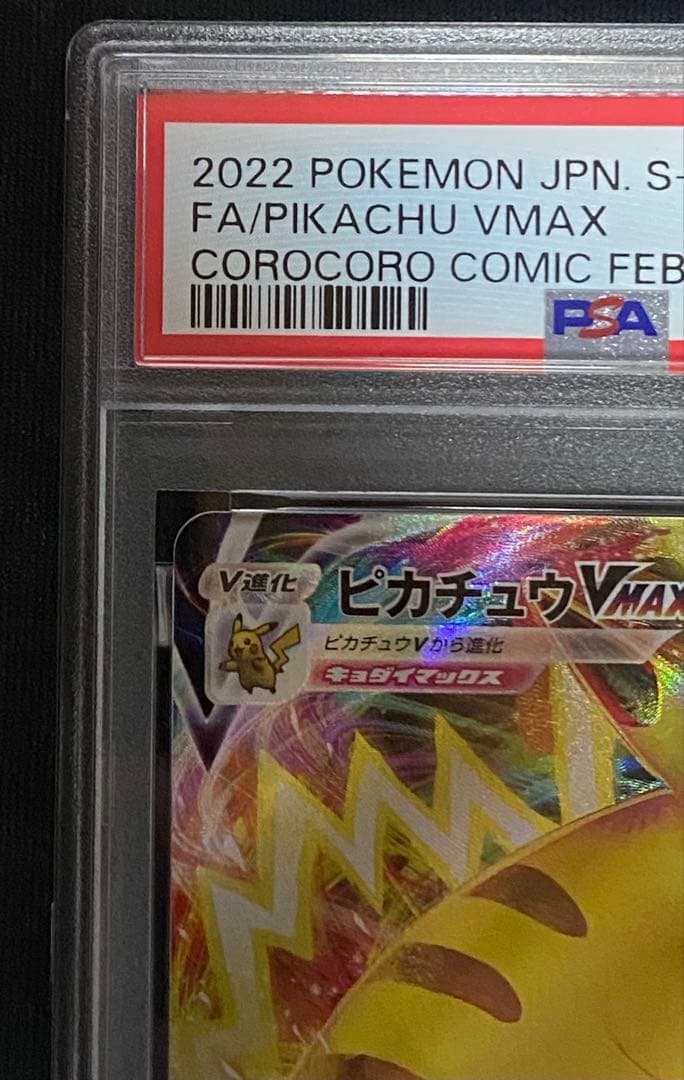 2022 POKEMON JPN. S-
FA/PIKACHU VMAX
COROCORO COMIC FEB
PSA
V進化
ピカチュウVMAX
ピカチュウVから進化
キョダイマックス